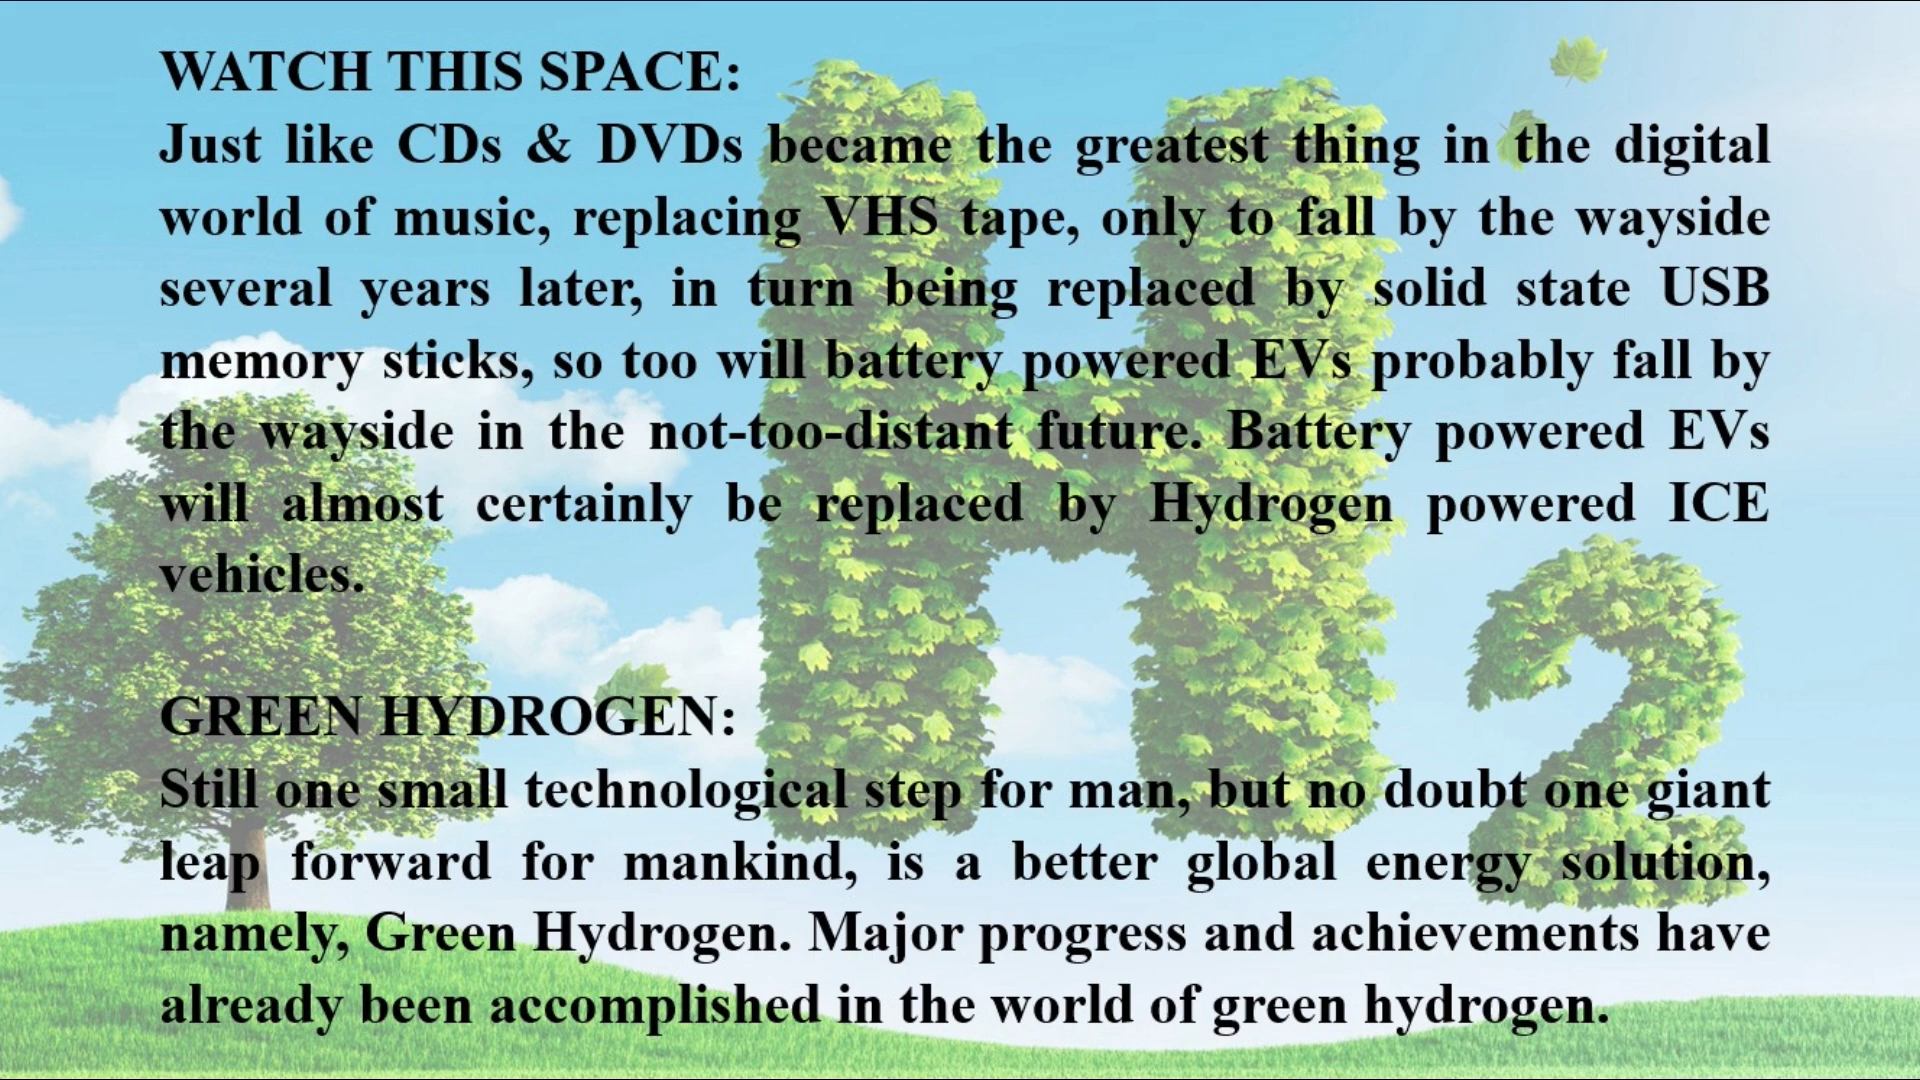 WATCH THIS SPACE:
Just like CDs & DVDs became the greatest thing in the digital
world of music, replacing VHS tape, only to fall by the wayside
several years later, in turn being replaced by solid state USB
memory sticks, so too will battery powered EVs probably fall by
the wayside in the not-too-distant future. Battery powered EVs
will almost certainly be replaced by Hydrogen powered ICE
vehicles.
GREEN HYDROGEN:
Still one small technological step for man, but no doubt one giant
leap forward for mankind, is a better global energy solution,
namely, Green Hydrogen. Major progress and achievements have
already been accomplished in the world of green hydrogen.
H2